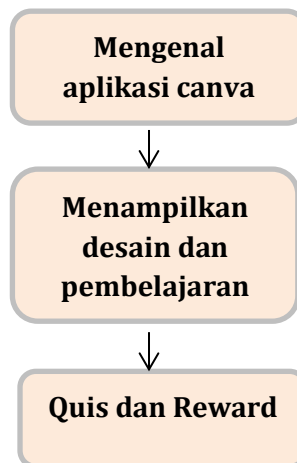 Mengenal
aplikasi canva
Menampilkan
desain dan
pembelajaran
Quis dan Reward